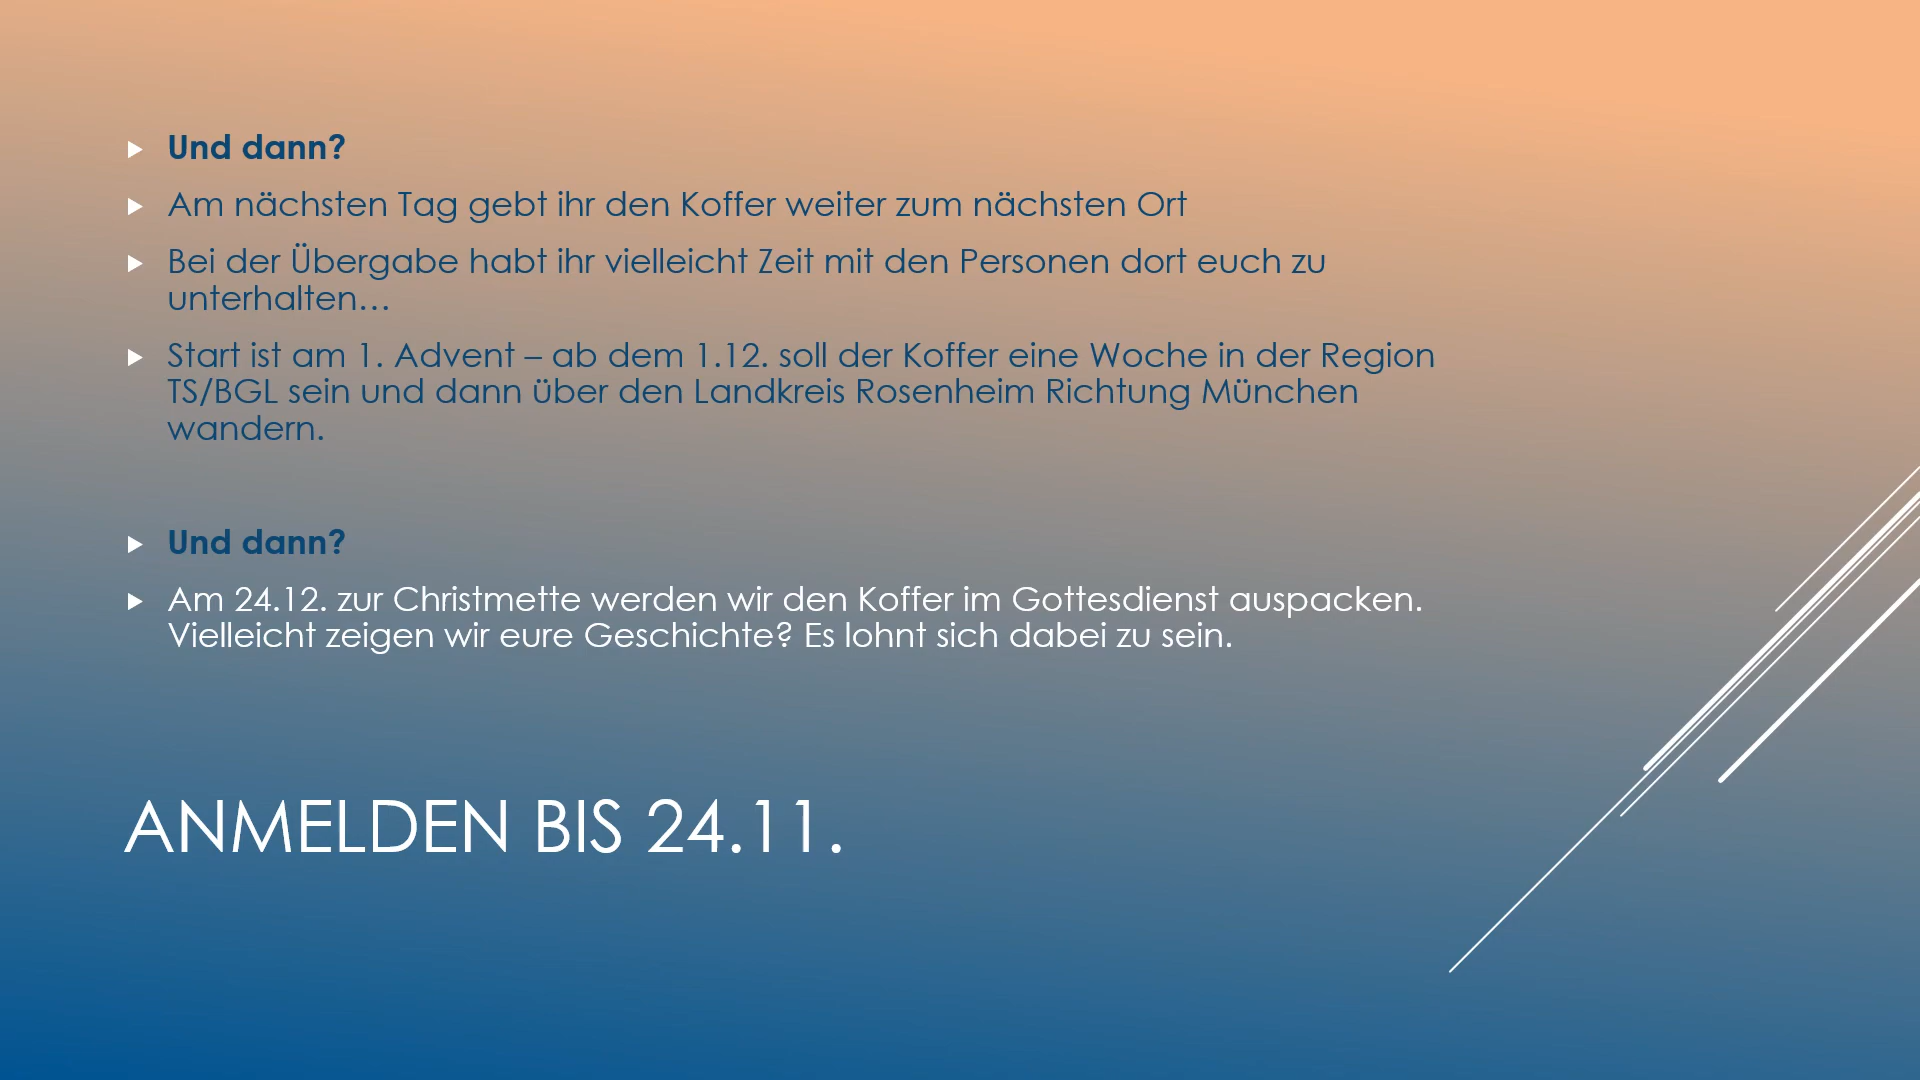 Und dann?
Am nächsten Tag gebt ihr den Koffer weiter zum nächsten Ort
Bei der Übergabe habt ihr vielleicht Zeit mit den Personen dort euch zu
unterhalten…
Start ist am 1. Advent – ab dem 1.12. soll der Koffer eine Woche in der Region
TS/BGL sein und dann über den Landkreis Rosenheim Richtung München
wandern.
Und dann?
Am 24.12. zur Christmette werden wir den Koffer im Gottesdienst auspacken.
Vielleicht zeigen wir eure Geschichte? Es lohnt sich dabei zu sein.
ANMELDEN BIS 24.11.